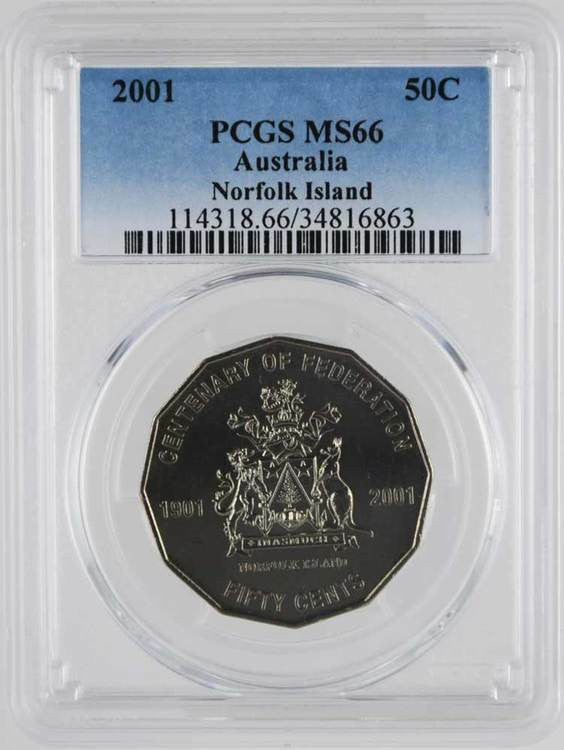 2001 50C
PCGS MS66
Australia
Norfolk Island
114318.66/34816863
CENTENARY OF FEDERATION
1901 2001
INASMUCH
NORFOLK ISLAND
FIFTY CENTS